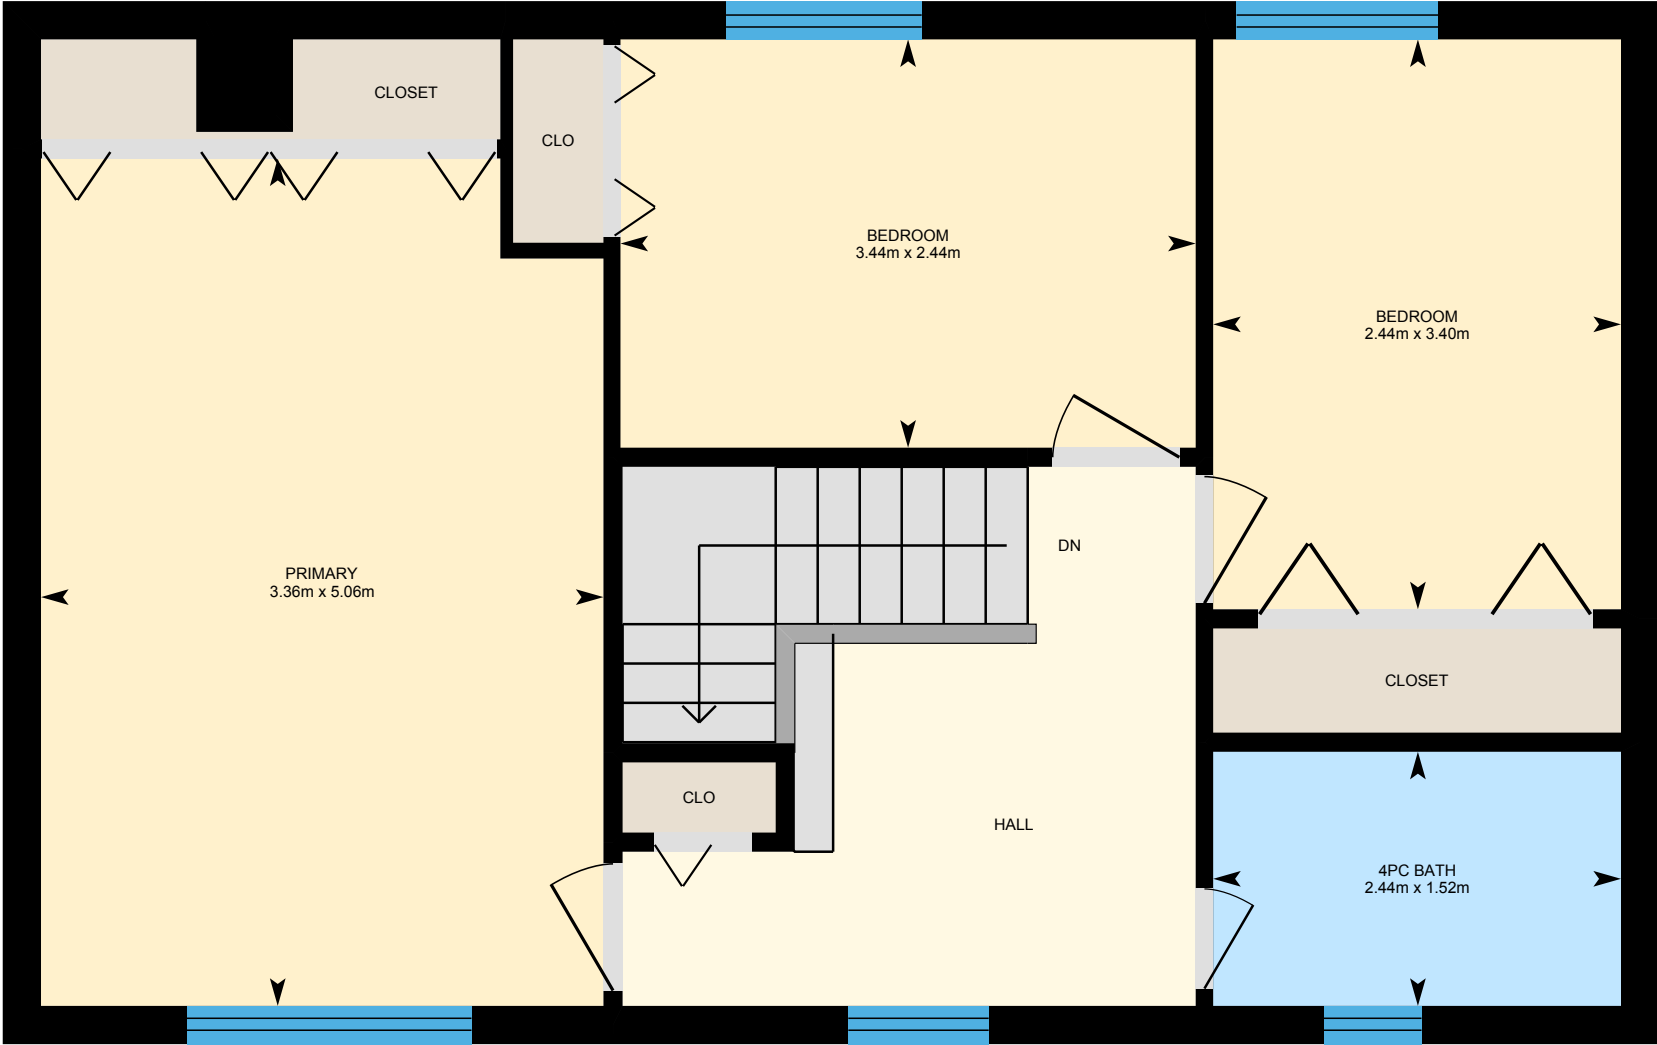 CLOSET
CLO
BEDROOM
3.44m x 2.44m
BEDROOM
2.44m x 3.40m
DN
PRIMARY
3.36m x 5.06m
CLOSET
CLO
HALL
4PC BATH
2.44m x 1.52m